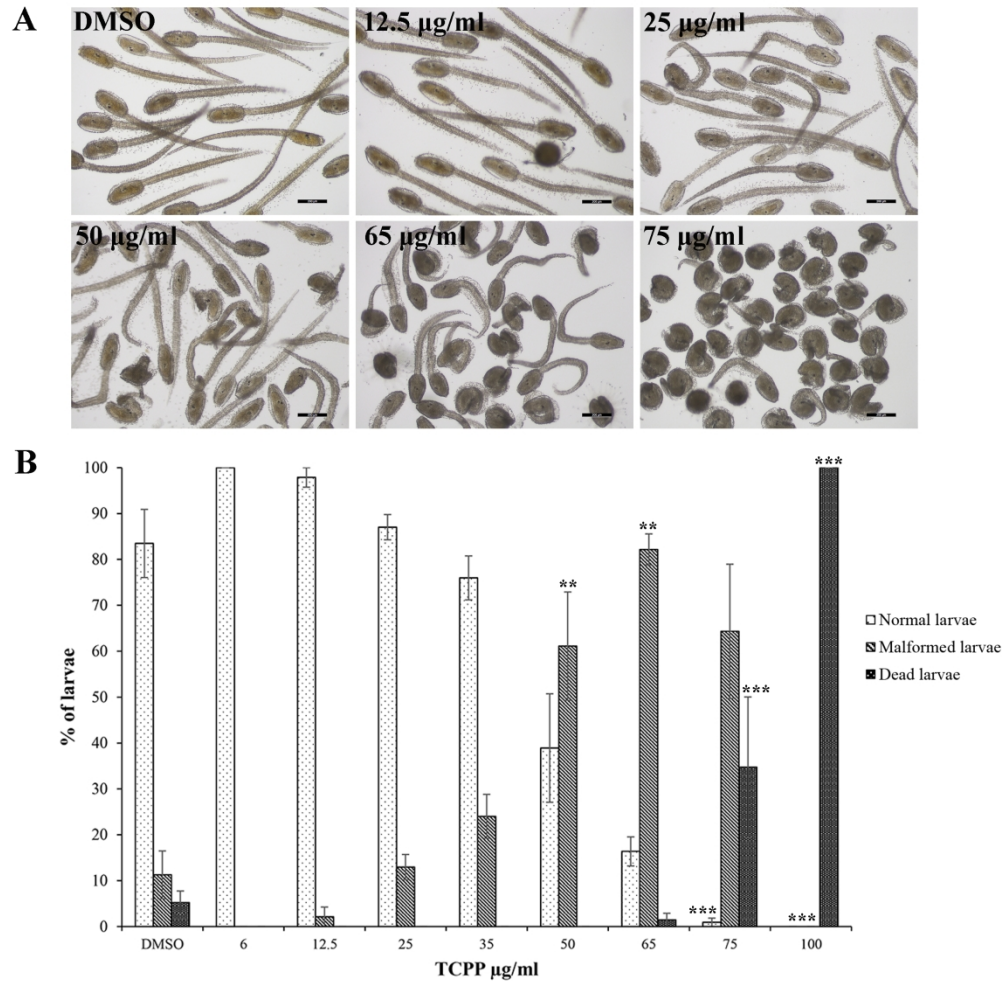 A
DMSO
12.5 µg/ml
25 µg/ml
50 µg/ml
65 µg/ml
75 µg/ml
B
100
90
80
70
60
50
40
30
20
10
0
% of larvae
**
**
***
***
***
***
Normal larvae
Malformed larvae
Dead larvae
DMSO
6
12.5
25
35
50
65
75
100
TCPP µg/ml